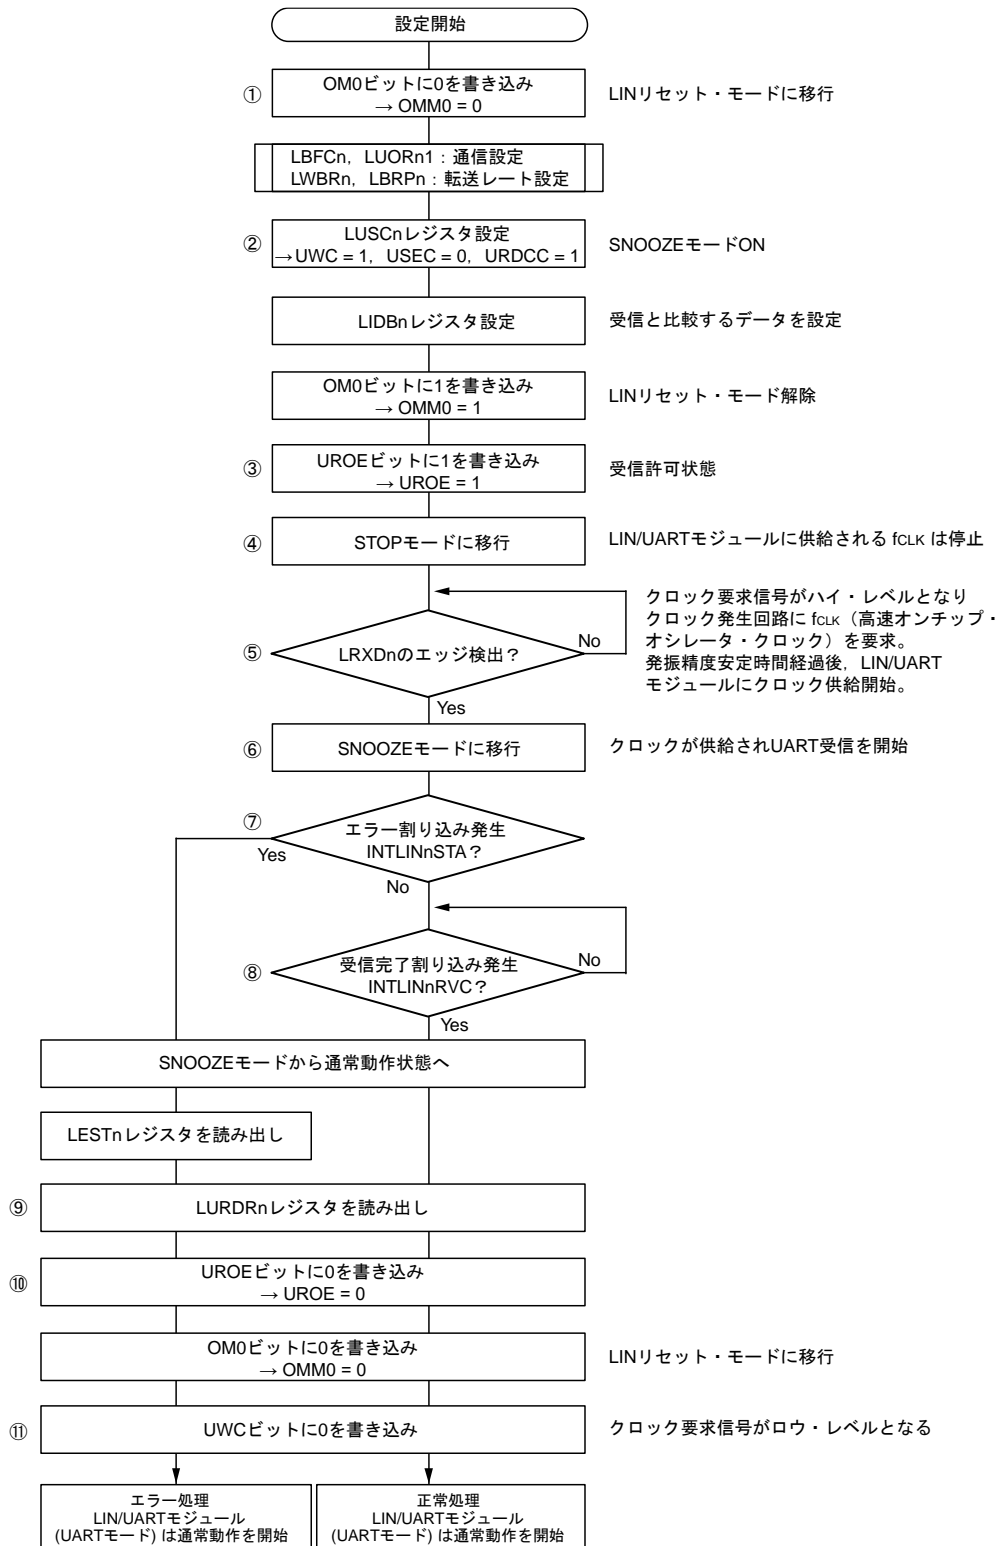 設定開始
①
OM0ビットに0を書き込み
→ OMM0 = 0
LINリセット・モードに移行
LBFCn, LUORn1：通信設定
LWBRn, LBRPn：転送レート設定
②
LUSCnレジスタ設定
→UWC = 1, USEC = 0, URDCC = 1
SNOOZEモードON
LIDBnレジスタ設定
受信と比較するデータを設定
OM0ビットに1を書き込み
→ OMM0 = 1
LINリセット・モード解除
③
UROEビットに1を書き込み
→ UROE = 1
受信許可状態
④
STOPモードに移行
LIN/UARTモジュールに供給される fCLK は停止
⑤
LRXDnのエッジ検出？
No
Yes
クロック要求信号がハイ・レベルとなり
クロック発生回路に fCLK（高速オンチップ・
オシレータ・クロック）を要求。
発振精度安定時間経過後，LIN/UART
モジュールにクロック供給開始。
⑥
SNOOZEモードに移行
クロックが供給されUART受信を開始
⑦
エラー割り込み発生
INTLINnSTA？
Yes
No
⑧
受信完了割り込み発生
INTLINnRVC？
No
Yes
SNOOZEモードから通常動作状態へ
LESTnレジスタを読み出し
⑨
LURDRnレジスタを読み出し
⑩
UROEビットに0を書き込み
→ UROE = 0
OM0ビットに0を書き込み
→ OMM0 = 0
LINリセット・モードに移行
⑪
UWCビットに0を書き込み
クロック要求信号がロウ・レベルとなる
エラー処理
LIN/UARTモジュール
(UARTモード) は通常動作を開始
正常処理
LIN/UARTモジュール
(UARTモード) は通常動作を開始